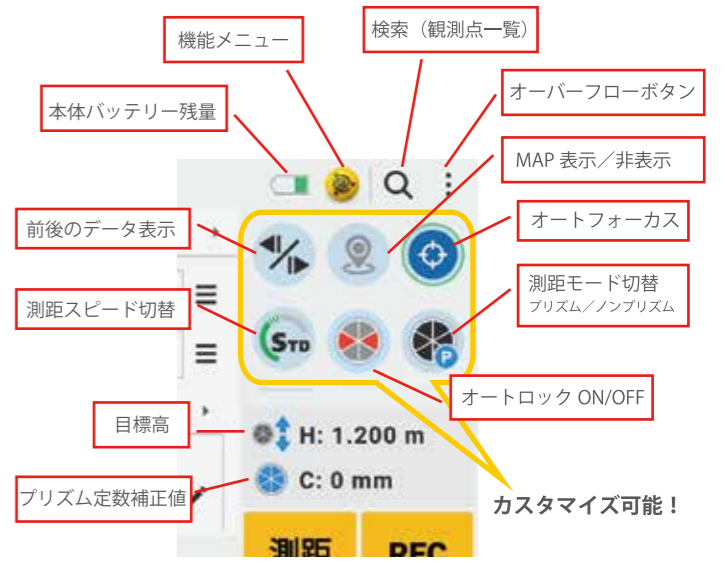 検索（観測点一覧）
機能メニュー
オーバーフローボタン
本体バッテリー残量
MAP 表示／非表示
オートフォーカス
前後のデータ表示
測距モード切替
プリズム／ノンプリズム
測距スピード切替
STD
P
オートロック ON/OFF
目標高
H: 1.200 m
プリズム定数補正値
C: 0 mm
カスタマイズ可能！
測距
REC